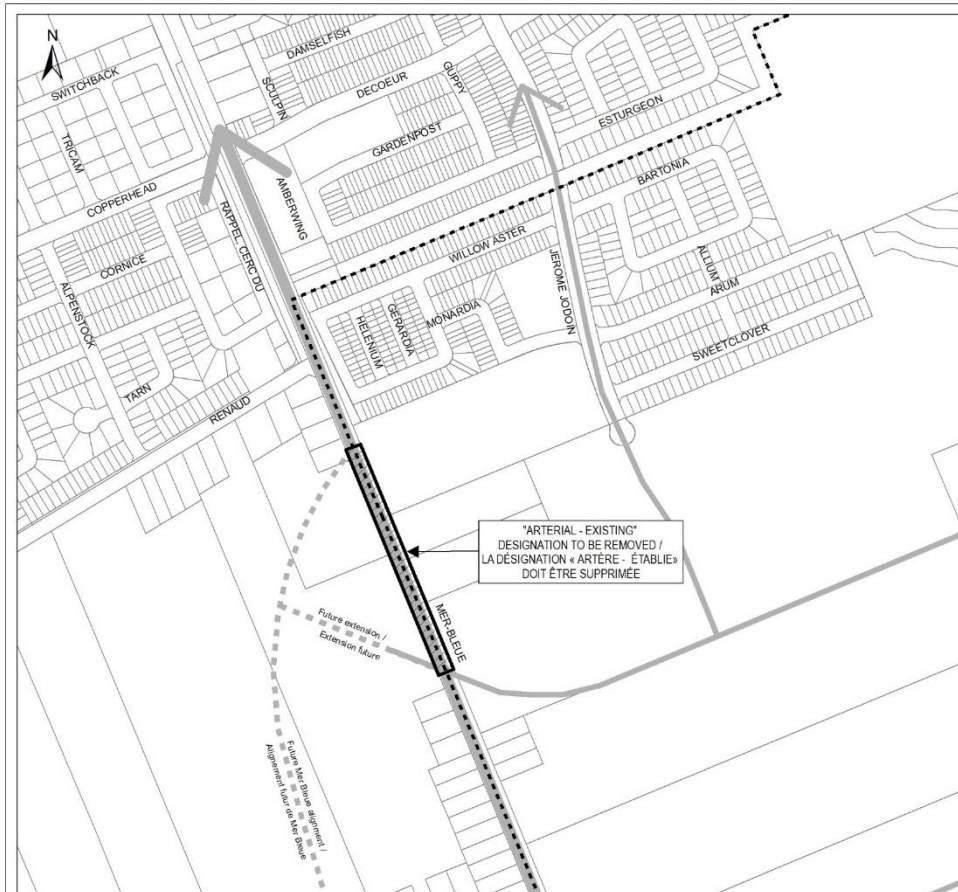 N
DAMSELFISH
SWITCHBACK
SCULPIN
DECOEUR
GUPPY
TRICAM
GARDENPOST
ESTURGEON
COPPERHEAD
AMBERWING
BARTONIA
RAPPEL, CERC DU
WILLOW ASTER
CORNICE
ALPENSTOCK
JEROME JODOIN
ALLIUM
ARUM
GERARDIA
MONARDIA
HELENIUM
SWEETCLOVER
TARN
RENAUD
"ARTERIAL - EXISTING"
DESIGNATION TO BE REMOVED /
LA DÉSIGNATION « ARTÈRE - ÉTABLIE»
DOIT ÊTRE SUPPRIMÉE
MER-BLEUE
Future extension /
Extension future
Future Mer Bleue alignment /
Alignement futur de Mer Bleue